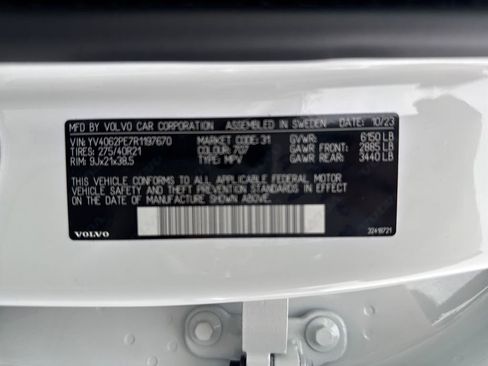 MFD BY VOLVO CAR CORPORATION ASSEMBLED IN SWEDEN DATE: 10/23
VIN: YV4062PE7R1197670 MARKET CODE: 31 GVWR: 6150 LB
TIRES: 275/40R21 COLOUR: 707 GAWR FRONT: 2885 LB
RIM: 9Jx21x38.5 TYPE: MPV GAWR REAR: 3440 LB
THIS VEHICLE CONFORMS TO ALL APPLICABLE FEDERAL MOTOR
VEHICLE SAFETY AND THEFT PREVENTION STANDARDS IN EFFECT
ON THE DATE OF MANUFACTURE SHOWN ABOVE.
VOLVO 32418721